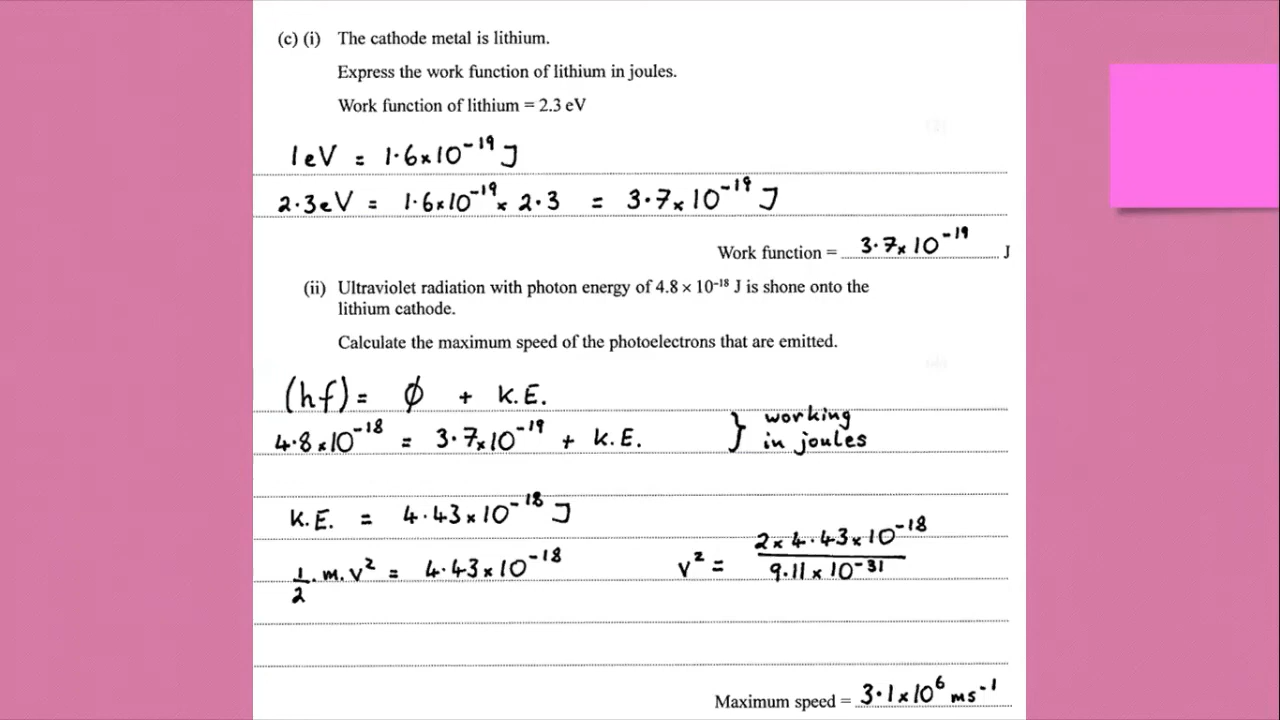 (c) (i) The cathode metal is lithium.
Express the work function of lithium in joules.
Work function of lithium = 2.3 eV
1eV = 1.6×10⁻¹⁹ J
2.3eV = 1.6×10⁻¹⁹ × 2.3 = 3.7×10⁻¹⁹ J
Work function = 3.7×10⁻¹⁹ J
(ii) Ultraviolet radiation with photon energy of 4.8 × 10⁻¹⁸ J is shone onto the
lithium cathode.
Calculate the maximum speed of the photoelectrons that are emitted.
(hf) = ϕ + K.E.
4.8×10⁻¹⁸ = 3.7×10⁻¹⁹ + K.E. } working in joules
K.E. = 4.43×10⁻¹⁸ J
1/2 . m. v² = 4.43×10⁻¹⁸ v² = 2×4.43×10⁻¹⁸ / 9.11×10⁻³¹
Maximum speed = 3.1×10⁶ ms⁻¹